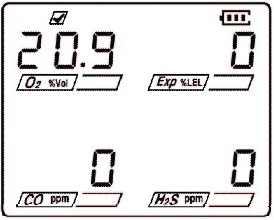 20.9 0
O₂ %Vol Exp %LEL
0 0
CO ppm H₂S ppm